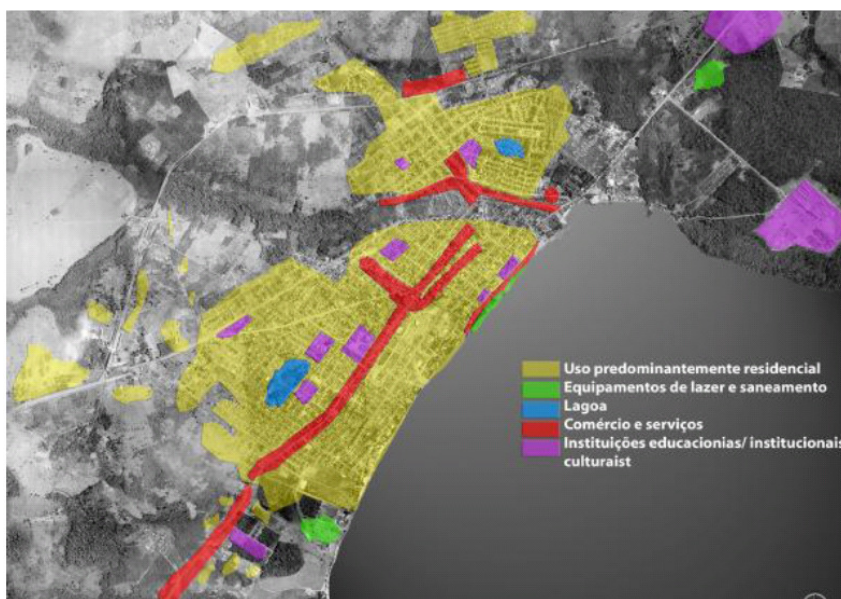 Uso predominantemente residencial
Equipamentos de lazer e saneamento
Lagoa
Comércio e serviços
Instituições educacionias/ institucionais
culturaist